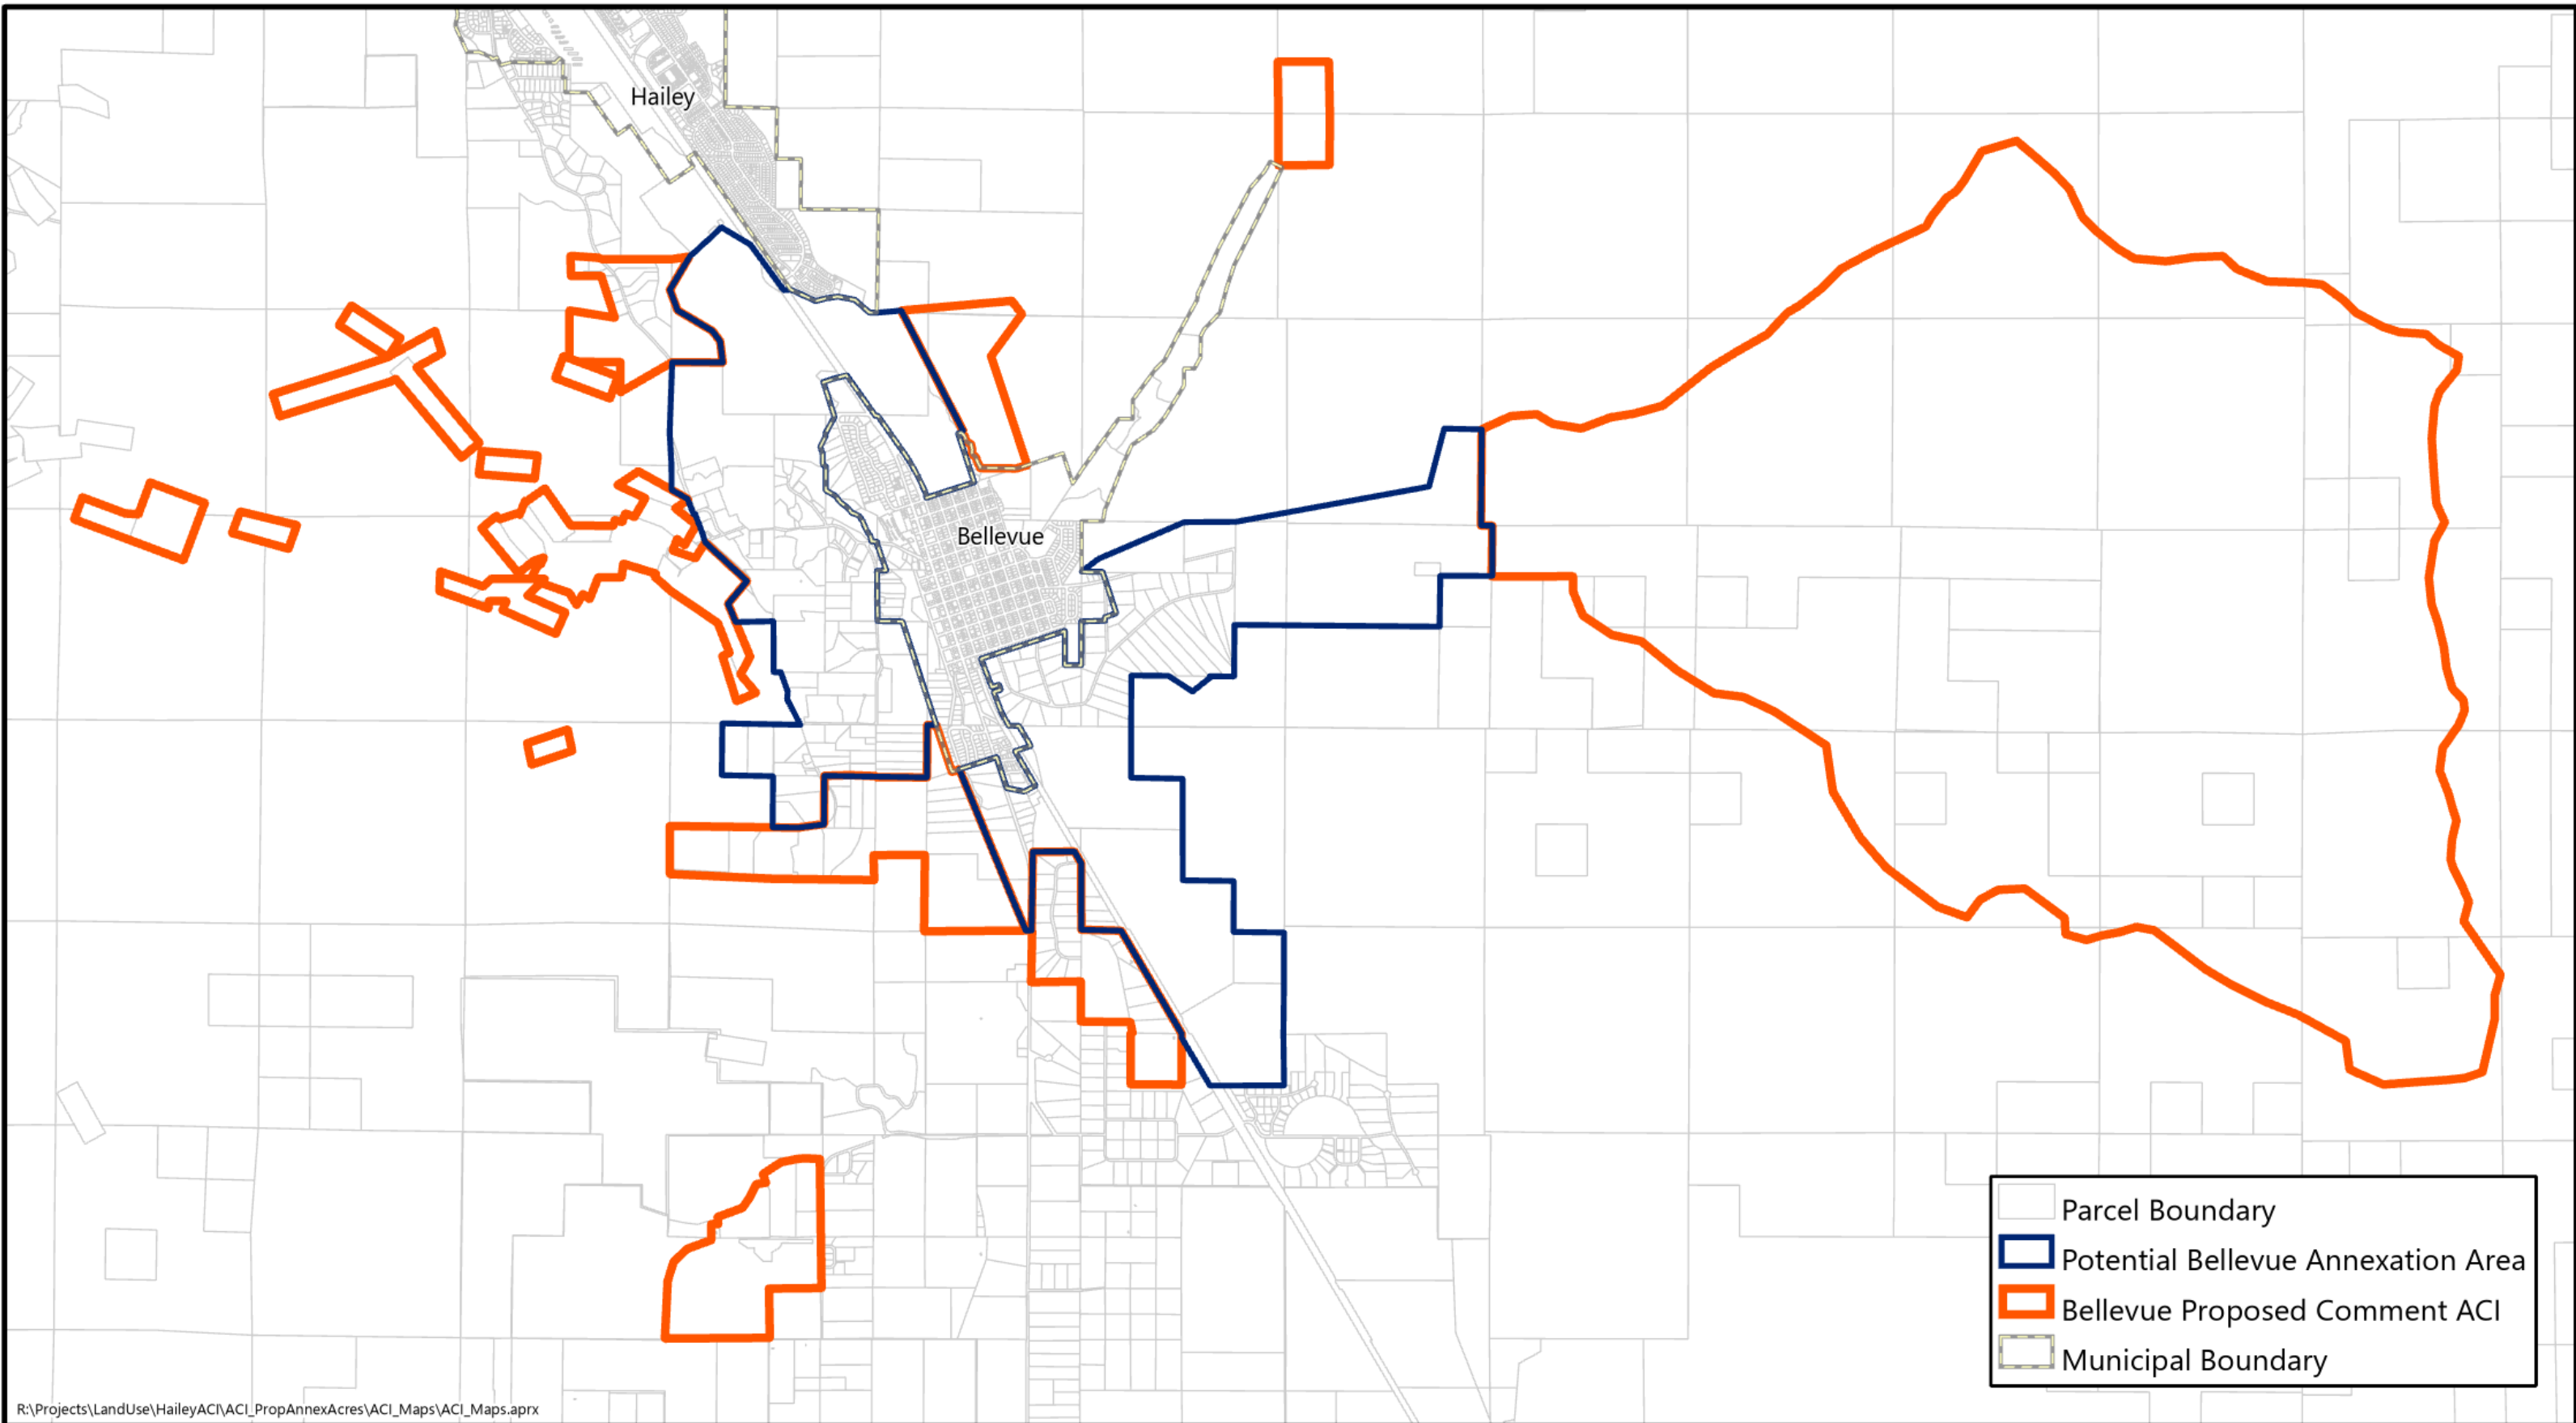 Hailey
Bellevue
Parcel Boundary
Potential Bellevue Annexation Area
Bellevue Proposed Comment ACI
Municipal Boundary
R:\Projects\LandUse\HaileyACI\ACI_PropAnnexAcres\ACI_Maps\ACI_Maps.aprx